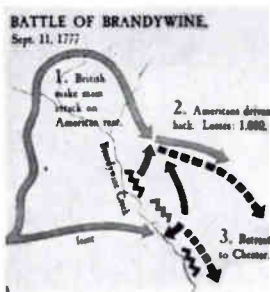 BATTLE OF BRANDYWINE,
Sept. 11, 1777
1. British
make main
attack on
American rear.
2. Americans driven
back. Losses: 1,000.
Brandywine Creek
feint
3. Retreat
to Chester.